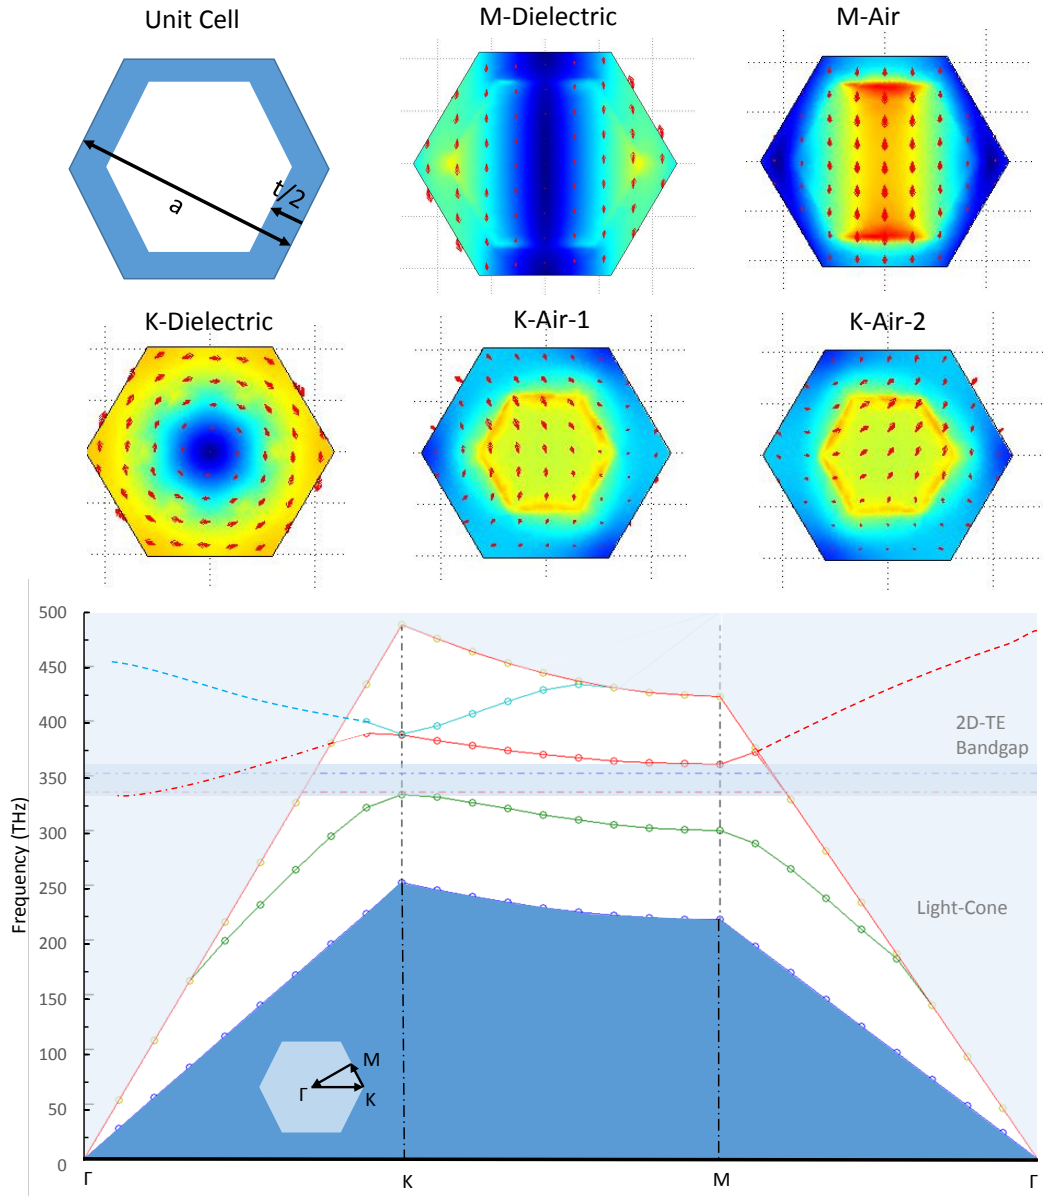 Unit Cell
M-Dielectric
M-Air
a
t/2
K-Dielectric
K-Air-1
K-Air-2
500
450
400
350
300
250
200
150
100
50
0
Frequency (THz)
2D-TE
Bandgap
Light-Cone
M
Γ
K
Γ
K
M
Γ